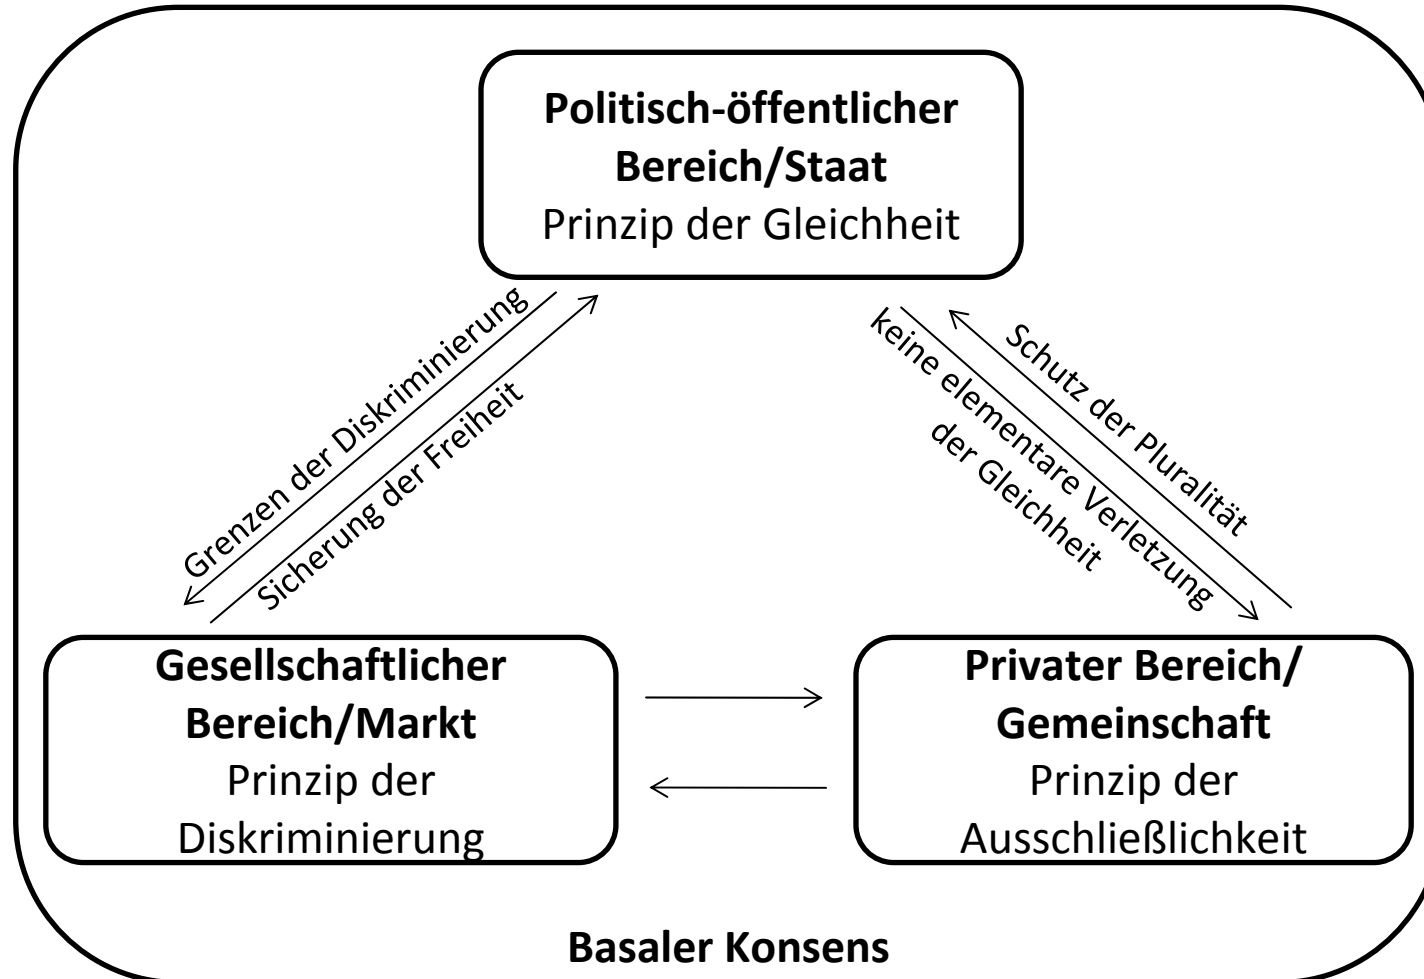 Politisch-öffentlicher
Bereich/Staat
Prinzip der Gleichheit
Grenzen der Diskriminierung
Sicherung der Freiheit
keine elementare Verletzung
der Gleichheit
Schutz der Pluralität
Gesellschaftlicher
Bereich/Markt
Prinzip der
Diskriminierung
Privater Bereich/
Gemeinschaft
Prinzip der
Ausschließlichkeit
Basaler Konsens